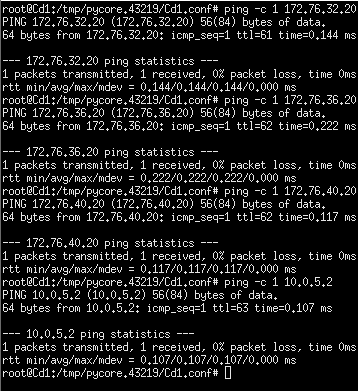 root@Cd1:/tmp/pycore.43219/Cd1.conf# ping -c 1 172.76.32.20
PING 172.76.32.20 (172.76.32.20) 56(84) bytes of data.
64 bytes from 172.76.32.20: icmp_seq=1 ttl=61 time=0.144 ms

--- 172.76.32.20 ping statistics ---
1 packets transmitted, 1 received, 0% packet loss, time 0ms
rtt min/avg/max/mdev = 0.144/0.144/0.144/0.000 ms
root@Cd1:/tmp/pycore.43219/Cd1.conf# ping -c 1 172.76.36.20
PING 172.76.36.20 (172.76.36.20) 56(84) bytes of data.
64 bytes from 172.76.36.20: icmp_seq=1 ttl=62 time=0.222 ms

--- 172.76.36.20 ping statistics ---
1 packets transmitted, 1 received, 0% packet loss, time 0ms
rtt min/avg/max/mdev = 0.222/0.222/0.222/0.000 ms
root@Cd1:/tmp/pycore.43219/Cd1.conf# ping -c 1 172.76.40.20
PING 172.76.40.20 (172.76.40.20) 56(84) bytes of data.
64 bytes from 172.76.40.20: icmp_seq=1 ttl=62 time=0.117 ms

--- 172.76.40.20 ping statistics ---
1 packets transmitted, 1 received, 0% packet loss, time 0ms
rtt min/avg/max/mdev = 0.117/0.117/0.117/0.000 ms
root@Cd1:/tmp/pycore.43219/Cd1.conf# ping -c 1 10.0.5.2
PING 10.0.5.2 (10.0.5.2) 56(84) bytes of data.
64 bytes from 10.0.5.2: icmp_seq=1 ttl=63 time=0.107 ms

--- 10.0.5.2 ping statistics ---
1 packets transmitted, 1 received, 0% packet loss, time 0ms
rtt min/avg/max/mdev = 0.107/0.107/0.107/0.000 ms
root@Cd1:/tmp/pycore.43219/Cd1.conf#